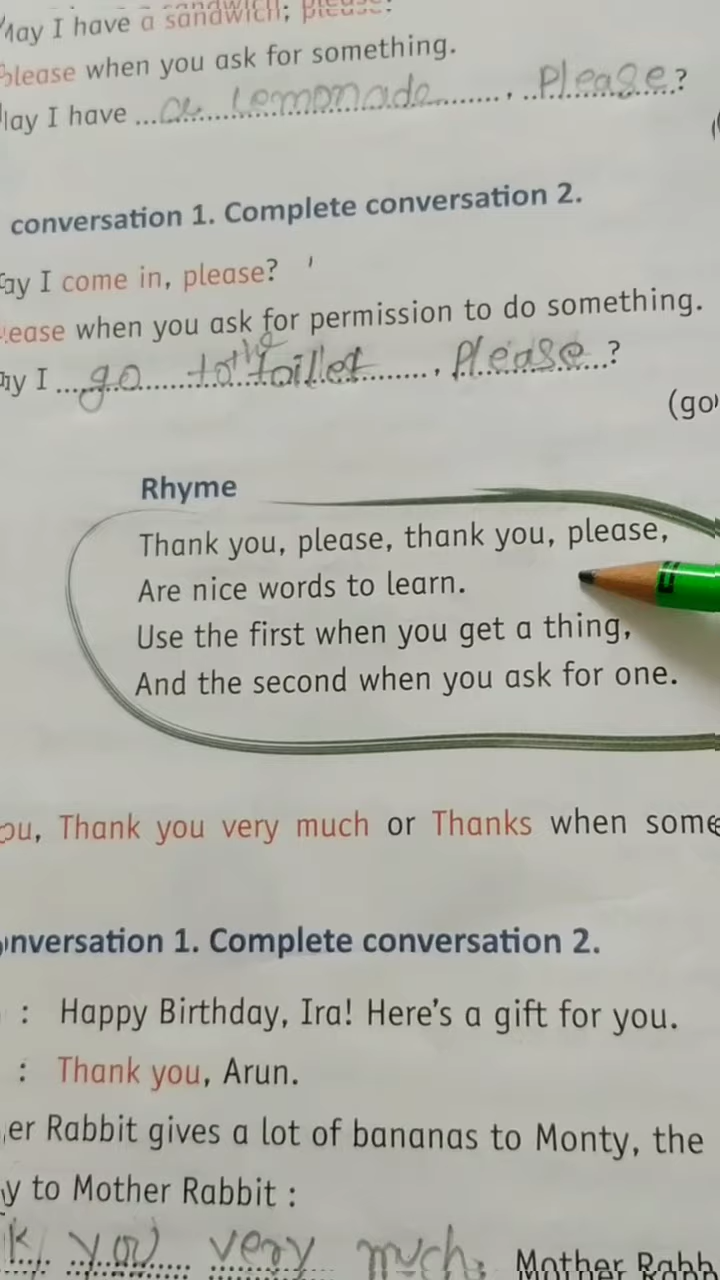 May I have a sandwich, please?
please when you ask for something.
May I have ... a lemonade ..., please?
conversation 1. Complete conversation 2.
ay I come in, please?
lease when you ask for permission to do something.
ay I ... go to the toillet ..., please ...?
(go
Rhyme
Thank you, please, thank you, please,
Are nice words to learn.
Use the first when you get a thing,
And the second when you ask for one.
ou, Thank you very much or Thanks when some
onversation 1. Complete conversation 2.
: Happy Birthday, Ira! Here's a gift for you.
: Thank you, Arun.
er Rabbit gives a lot of bananas to Monty, the
y to Mother Rabbit :
k you very much, Mother Rabb